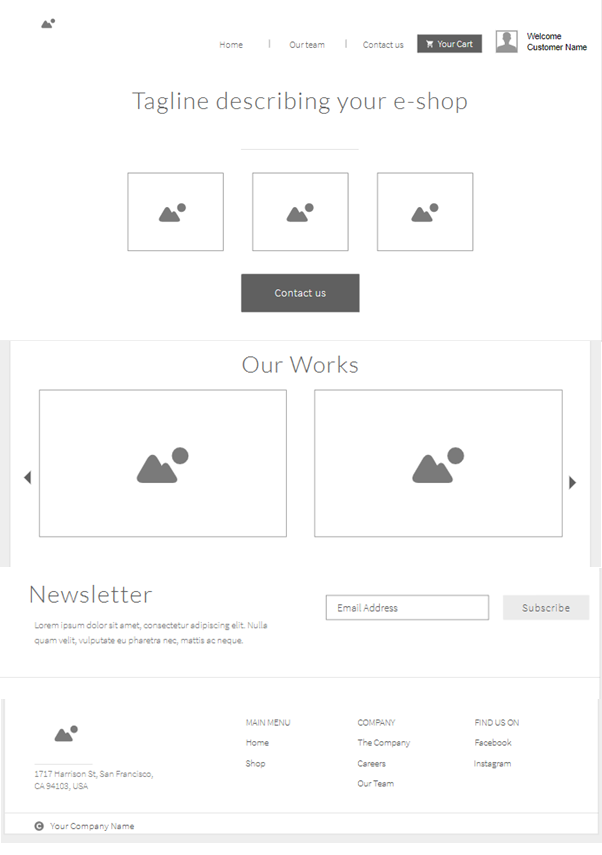 Home | Our team | Contact us Your Cart Welcome
Customer Name
Tagline describing your e-shop
Contact us
Our Works
Newsletter
Lorem ipsum dolor sit amet, consectetur adipiscing elit. Nulla
quam velit, vulputate eu pharetra nec, mattis ac neque.
Email Address
Subscribe
MAIN MENU
Home
Shop
COMPANY
The Company
Careers
Our Team
FIND US ON
Facebook
Instagram
1717 Harrison St, San Francisco,
CA 94103, USA
© Your Company Name